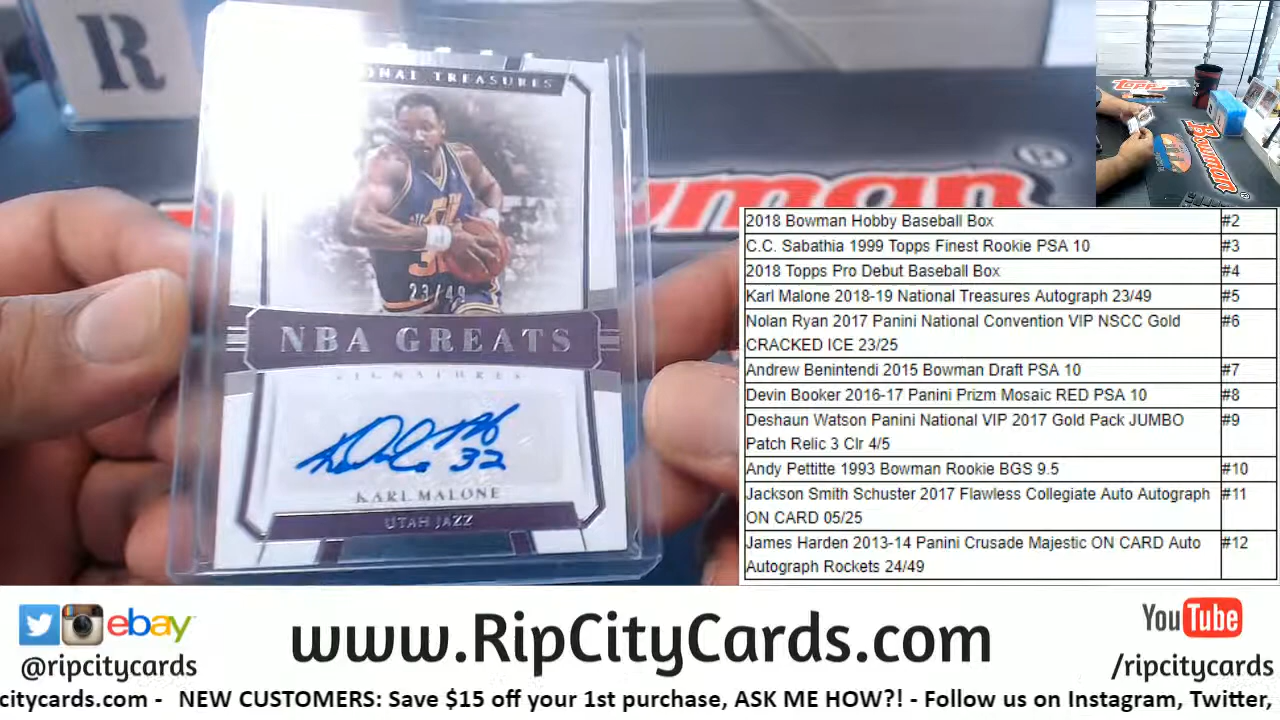 R
ONAL TREASURES
23/49
NBA GREATS
SIGNATURES
32
KARL MALONE
UTAH JAZZ
wman ®
Topp
Bowman
2018 Bowman Hobby Baseball Box #2
C.C. Sabathia 1999 Topps Finest Rookie PSA 10 #3
2018 Topps Pro Debut Baseball Box #4
Karl Malone 2018-19 National Treasures Autograph 23/49 #5
Nolan Ryan 2017 Panini National Convention VIP NSCC Gold #6
CRACKED ICE 23/25
Andrew Benintendi 2015 Bowman Draft PSA 10 #7
Devin Booker 2016-17 Panini Prizm Mosaic RED PSA 10 #8
Deshaun Watson Panini National VIP 2017 Gold Pack JUMBO #9
Patch Relic 3 Clr 4/5
Andy Pettitte 1993 Bowman Rookie BGS 9.5 #10
Jackson Smith Schuster 2017 Flawless Collegiate Auto Autograph #11
ON CARD 05/25
James Harden 2013-14 Panini Crusade Majestic ON CARD Auto #12
Autograph Rockets 24/49
ebay
@ripcitycards
www.RipCityCards.com
YouTube
/ripcitycards
citycards.com - NEW CUSTOMERS: Save $15 off your 1st purchase, ASK ME HOW?! - Follow us on Instagram, Twitter,